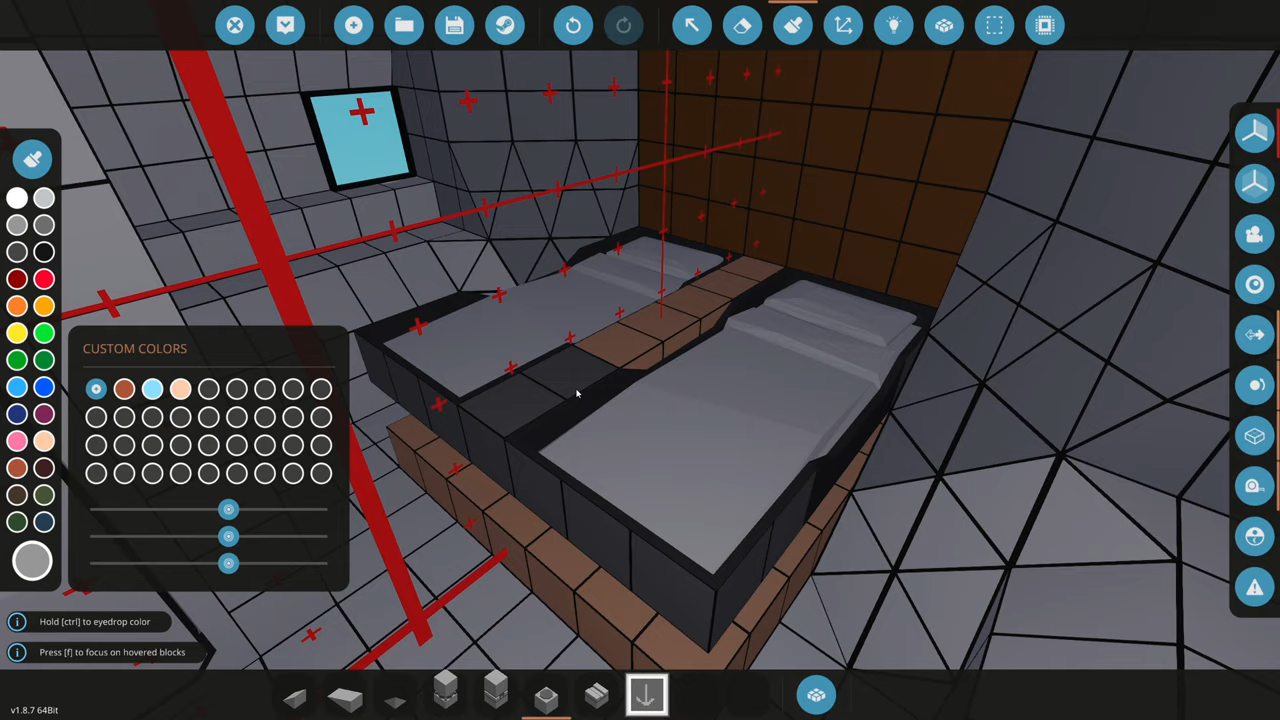 CUSTOM COLORS
Hold [ctrl] to eyedrop color
Press [f] to focus on hovered blocks
v1.8.7 64Bit